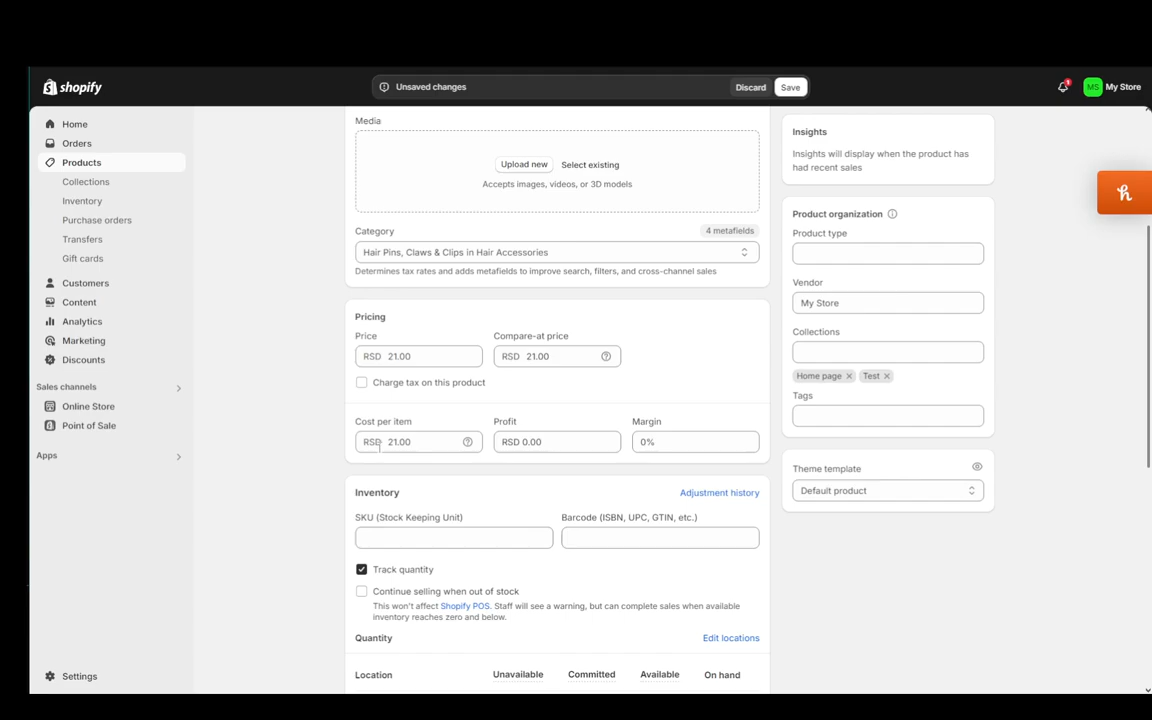 shopify
Unsaved changes
Discard
Save
1
MS
My Store
Home
Orders
Products
Collections
Inventory
Purchase orders
Transfers
Gift cards
Customers
Content
Analytics
Marketing
Discounts
Sales channels
Online Store
Point of Sale
Apps
Settings
Media
Upload new
Select existing
Accepts images, videos, or 3D models
Category
4 metafields
Hair Pins, Claws & Clips in Hair Accessories
Determines tax rates and adds metafields to improve search, filters, and cross-channel sales
Pricing
Price
Compare-at price
RSD 21.00
RSD 21.00
Charge tax on this product
Cost per item
Profit
Margin
RSD 21.00
RSD 0.00
0%
Inventory
Adjustment history
SKU (Stock Keeping Unit)
Barcode (ISBN, UPC, GTIN, etc.)
Track quantity
Continue selling when out of stock
This won't affect Shopify POS. Staff will see a warning, but can complete sales when available
inventory reaches zero and below.
Quantity
Edit locations
Location
Unavailable
Committed
Available
On hand
Insights
Insights will display when the product has
had recent sales
Product organization
Product type
Vendor
My Store
Collections
Home page
Test
Tags
Theme template
Default product
h